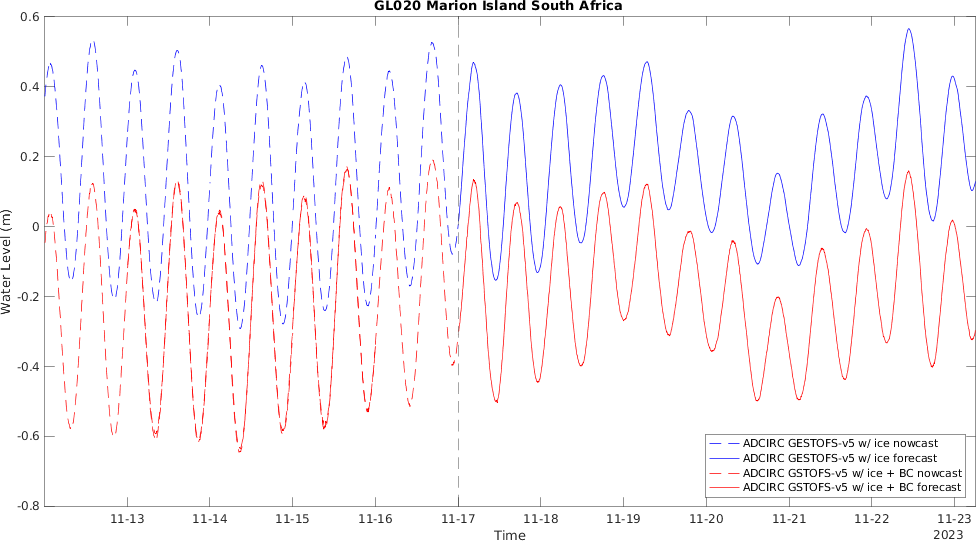 GL020 Marion Island South Africa
Water Level (m)
0.6
0.4
0.2
0
-0.2
-0.4
-0.6
-0.8
ADCIRC GESTOFS-v5 w/ ice nowcast
ADCIRC GESTOFS-v5 w/ ice forecast
ADCIRC GSTOFS-v5 w/ ice + BC nowcast
ADCIRC GSTOFS-v5 w/ ice + BC forecast
11-13 11-14 11-15 11-16 11-17 11-18 11-19 11-20 11-21 11-22 11-23
2023
Time